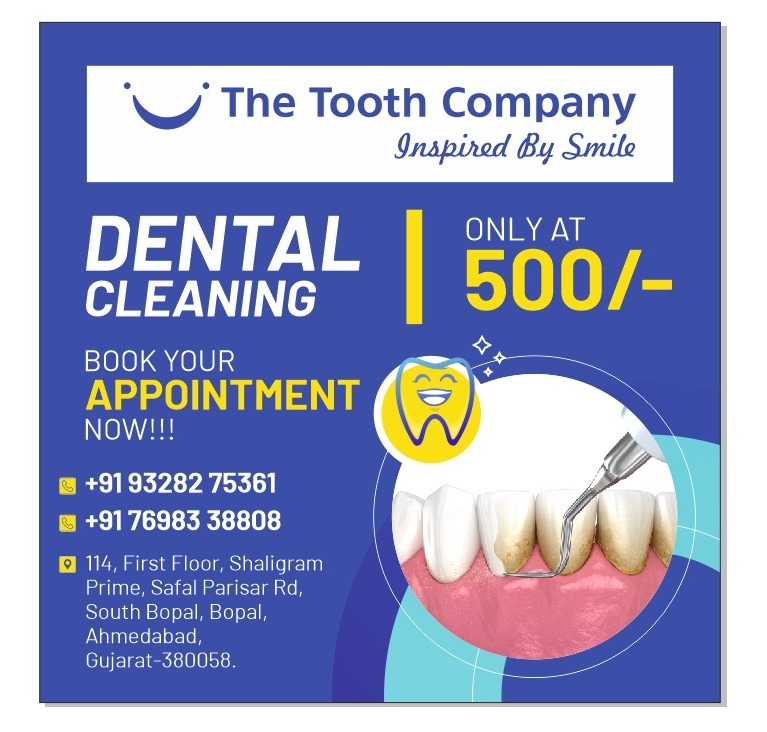 The Tooth Company
Inspired By Smile
DENTAL
CLEANING
ONLY AT
500/-
BOOK YOUR
APPOINTMENT
NOW!!!
+91 93282 75361
+91 76983 38808
114, First Floor, Shaligram
Prime, Safal Parisar Rd,
South Bopal, Bopal,
Ahmedabad,
Gujarat-380058.